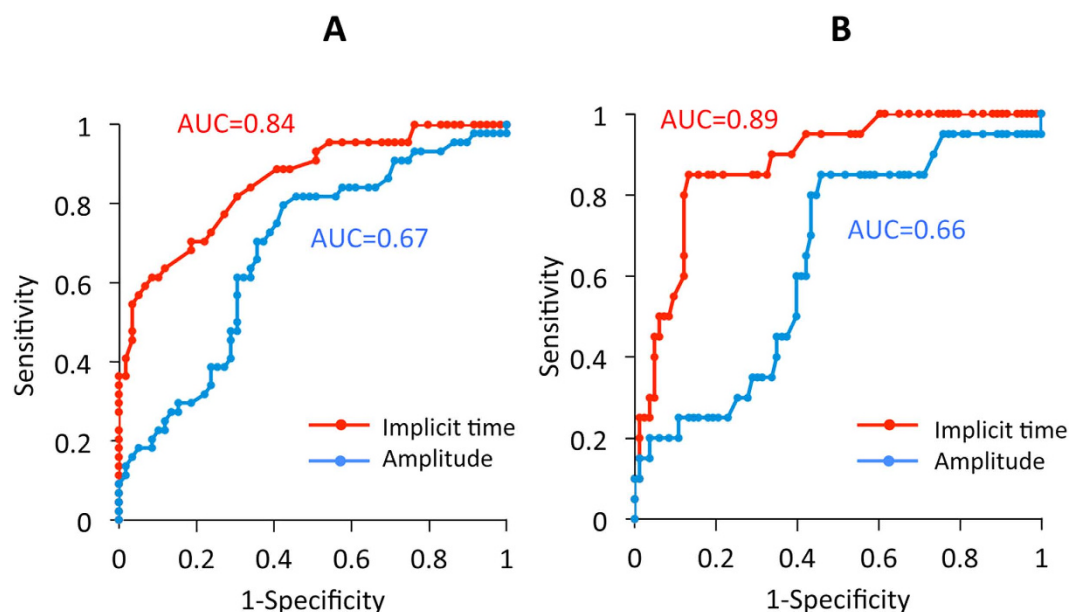 A
AUC=0.84
AUC=0.67
Sensitivity
1
0.8
0.6
0.4
0.2
0
Implicit time
Amplitude
0 0.2 0.4 0.6 0.8 1
1-Specificity
B
AUC=0.89
AUC=0.66
Sensitivity
1
0.8
0.6
0.4
0.2
0
Implicit time
Amplitude
0 0.2 0.4 0.6 0.8 1
1-Specificity